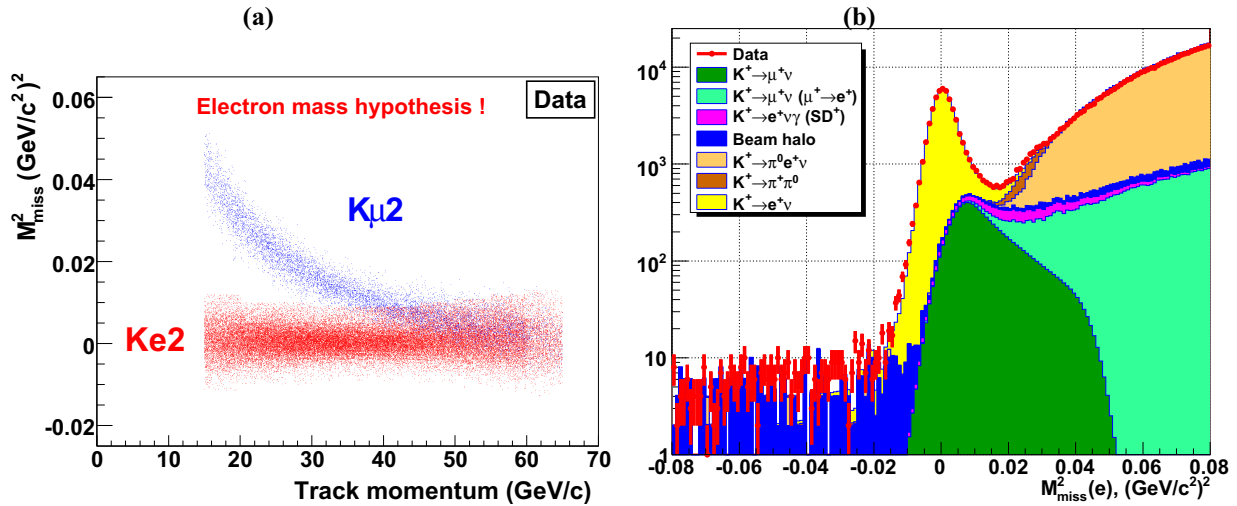 (a)
M²miss (GeV/c²)²
0.06
0.04
0.02
0
-0.02
Electron mass hypothesis !
Data
Kμ2
Ke2
0 10 20 30 40 50 60 70
Track momentum (GeV/c)
(b)
10⁴
10³
10²
10
1
Data
K⁺→μ⁺ν
K⁺→μ⁺ν (μ⁺→e⁺)
K⁺→e⁺νγ (SD⁺)
Beam halo
K⁺→π⁰e⁺ν
K⁺→π⁺π⁰
K⁺→e⁺ν
-0.08 -0.06 -0.04 -0.02 0 0.02 0.04 0.06 0.08
M²miss(e), (GeV/c²)²